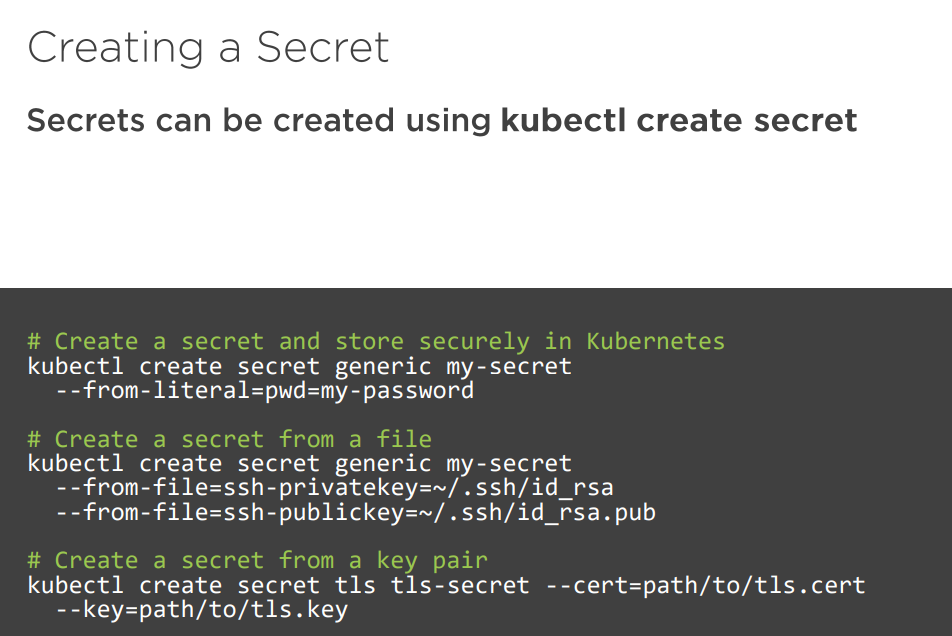 Creating a Secret
Secrets can be created using kubectl create secret
# Create a secret and store securely in Kubernetes
kubectl create secret generic my-secret
--from-literal=pwd=my-password
# Create a secret from a file
kubectl create secret generic my-secret
--from-file=ssh-privatekey=~/.ssh/id_rsa
--from-file=ssh-publickey=~/.ssh/id_rsa.pub
# Create a secret from a key pair
kubectl create secret tls tls-secret --cert=path/to/tls.cert
--key=path/to/tls.key